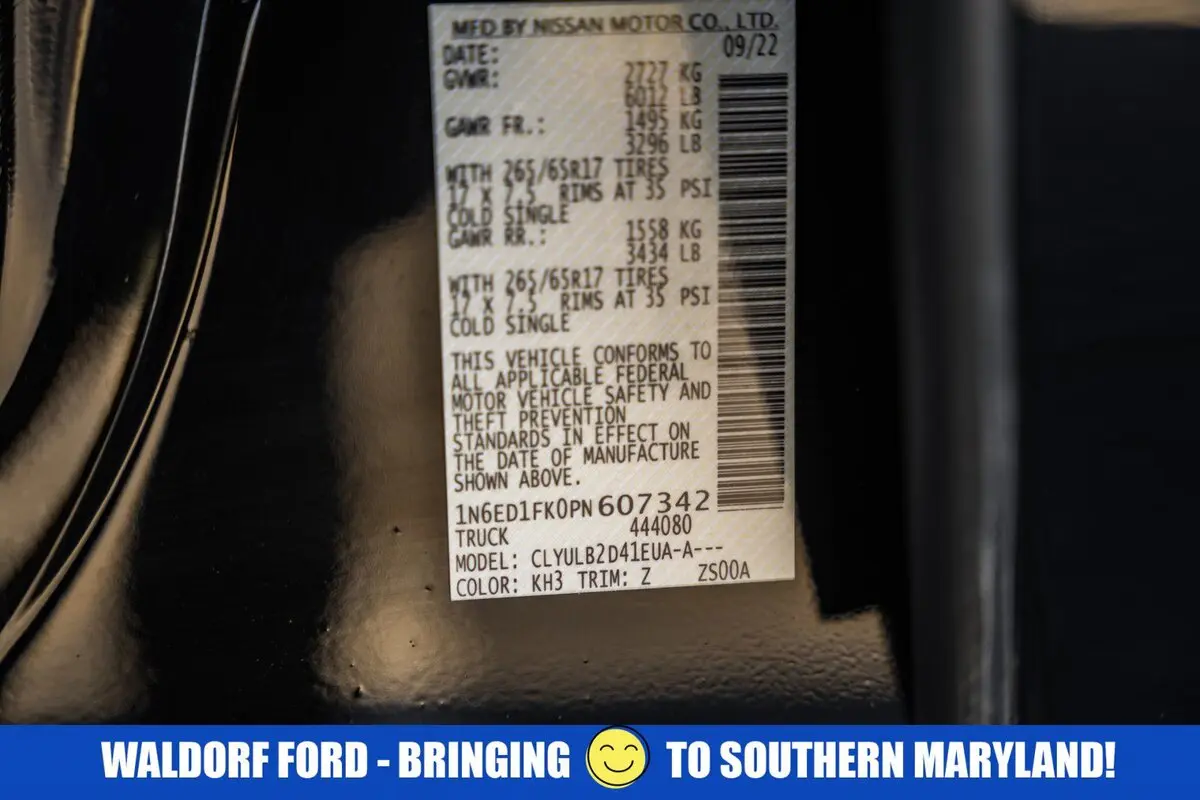 MFD BY NISSAN MOTOR CO., LTD.
DATE: 09/22
GVWR: 2727 KG
6012 LB
GAWR FR.: 1495 KG
3296 LB
WITH 265/65R17 TIRES
17 X 7.5 RIMS AT 35 PSI
COLD SINGLE
GAWR RR.: 1558 KG
3434 LB
WITH 265/65R17 TIRES
17 X 7.5 RIMS AT 35 PSI
COLD SINGLE
THIS VEHICLE CONFORMS TO
ALL APPLICABLE FEDERAL
MOTOR VEHICLE SAFETY AND
THEFT PREVENTION
STANDARDS IN EFFECT ON
THE DATE OF MANUFACTURE
SHOWN ABOVE.
1N6ED1FK0PN607342
TRUCK 444080
MODEL: CLYULB2D41EUA-A---
COLOR: KH3 TRIM: Z ZS00A
WALDORF FORD - BRINGING TO SOUTHERN MARYLAND!